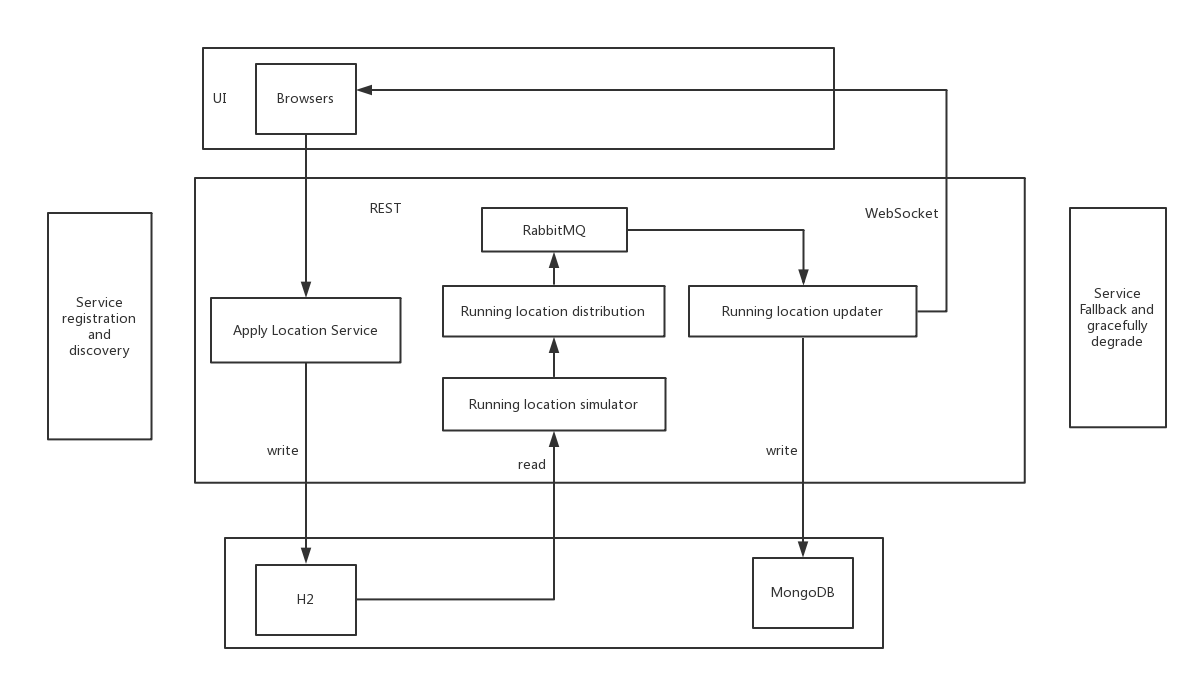 UI
Browsers
REST
RabbitMQ
WebSocket
Service
registration
and
discovery
Apply Location Service
Running location distribution
Running location updater
Service
Fallback and
gracefully
degrade
Running location simulator
write
read
write
H2
MongoDB